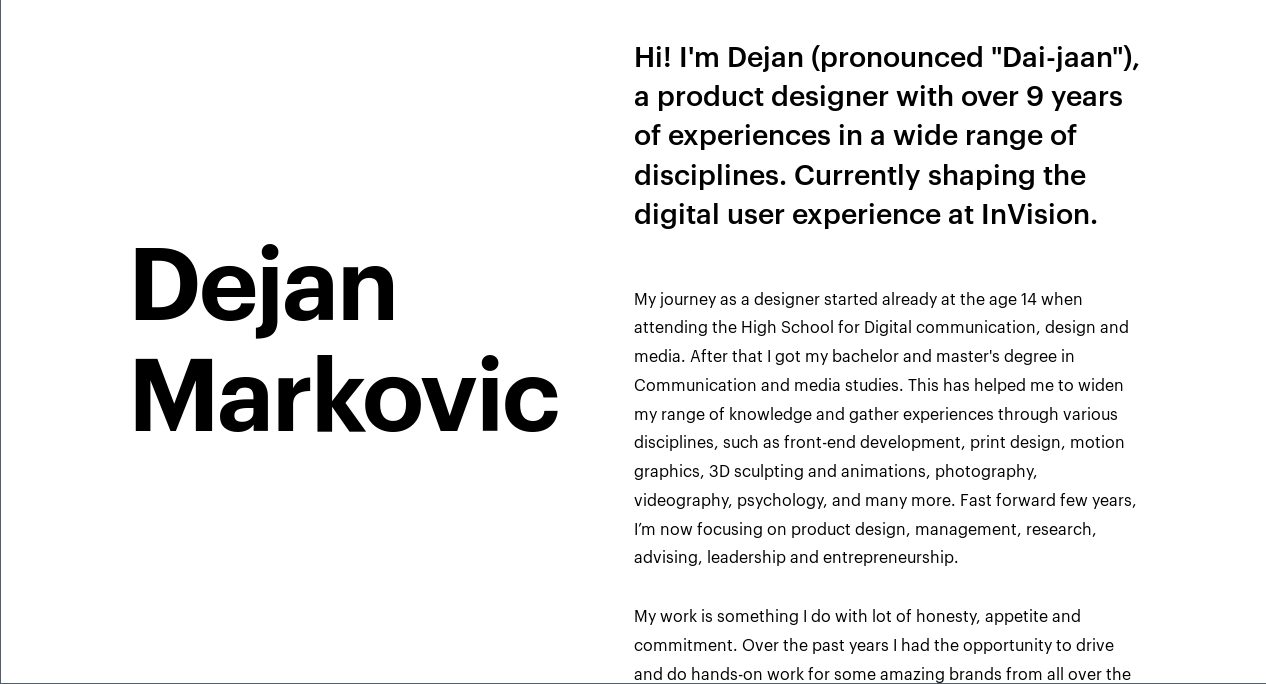 Dejan
Markovic
Hi! I'm Dejan (pronounced "Dai-jaan"),
a product designer with over 9 years
of experiences in a wide range of
disciplines. Currently shaping the
digital user experience at InVision.
My journey as a designer started already at the age 14 when
attending the High School for Digital communication, design and
media. After that I got my bachelor and master's degree in
Communication and media studies. This has helped me to widen
my range of knowledge and gather experiences through various
disciplines, such as front-end development, print design, motion
graphics, 3D sculpting and animations, photography,
videography, psychology, and many more. Fast forward few years,
I’m now focusing on product design, management, research,
advising, leadership and entrepreneurship.
My work is something I do with lot of honesty, appetite and
commitment. Over the past years I had the opportunity to drive
and do hands-on work for some amazing brands from all over the